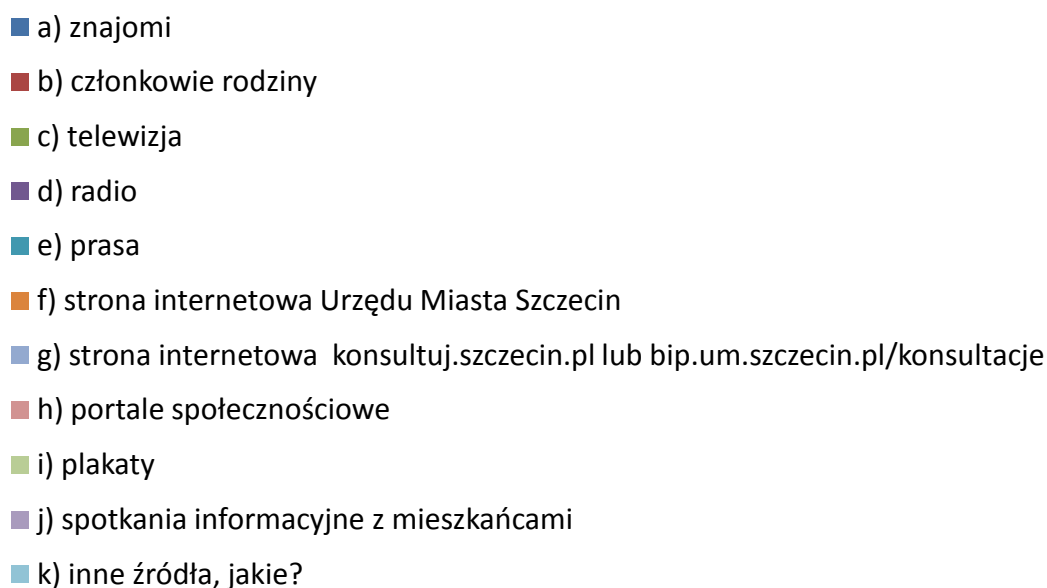 a) znajomi
b) członkowie rodziny
c) telewizja
d) radio
e) prasa
f) strona internetowa Urzędu Miasta Szczecin
g) strona internetowa  konsultuj.szczecin.pl lub bip.um.szczecin.pl/konsultacje
h) portale społecznościowe
i) plakaty
j) spotkania informacyjne z mieszkańcami
k) inne źródła, jakie?